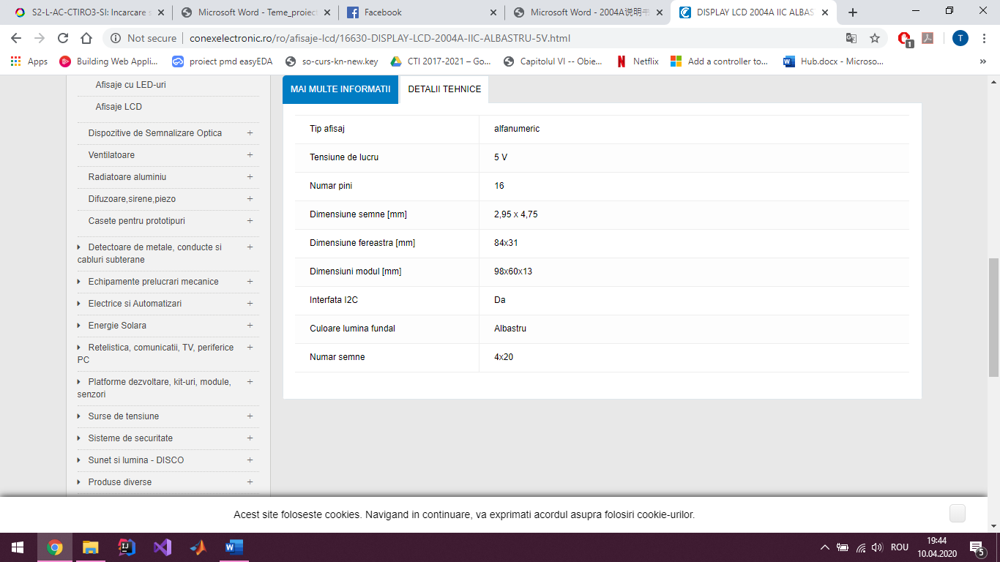 S2-L-AC-CTIRO3-SI: Incarcare s
Microsoft Word - Teme_proiect
Facebook
Microsoft Word - 2004A说明书
DISPLAY LCD 2004A IIC ALBAS
Not secure
conexelectronic.ro/ro/afisaje-lcd/16630-DISPLAY-LCD-2004A-IIC-ALBASTRU-5V.html
1
T
Apps
Building Web Appli...
proiect pmd easyEDA
so-curs-kn-new.key
CTI 2017-2021 – Go...
Capitolul VI -- Obie...
Netflix
Add a controller to...
Hub.docx - Microso...
»
Afisaje cu LED-uri
Afisaje LCD
Dispozitive de Semnalizare Optica +
Ventilatoare +
Radiatoare aluminiu +
Difuzoare,sirene,piezo +
Casete pentru prototipuri +
Detectoare de metale, conducte si +
cabluri subterane
Echipamente prelucrari mecanice +
Electrice si Automatizari +
Energie Solara +
Retelistica, comunicatii, TV, periferice +
PC
Platforme dezvoltare, kit-uri, module, +
senzori
Surse de tensiune +
Sisteme de securitate +
Sunet si lumina - DISCO +
Produse diverse +
MAI MULTE INFORMATII
DETALII TEHNICE
Tip afisaj alfanumeric
Tensiune de lucru 5 V
Numar pini 16
Dimensiune semne [mm] 2,95 x 4,75
Dimensiune fereastra [mm] 84x31
Dimensiuni modul [mm] 98x60x13
Interfata I2C Da
Culoare lumina fundal Albastru
Numar semne 4x20
Acest site foloseste cookies. Navigand in continuare, va exprimati acordul asupra folosiri cookie-urilor.
ROU
19:44
10.04.2020
5